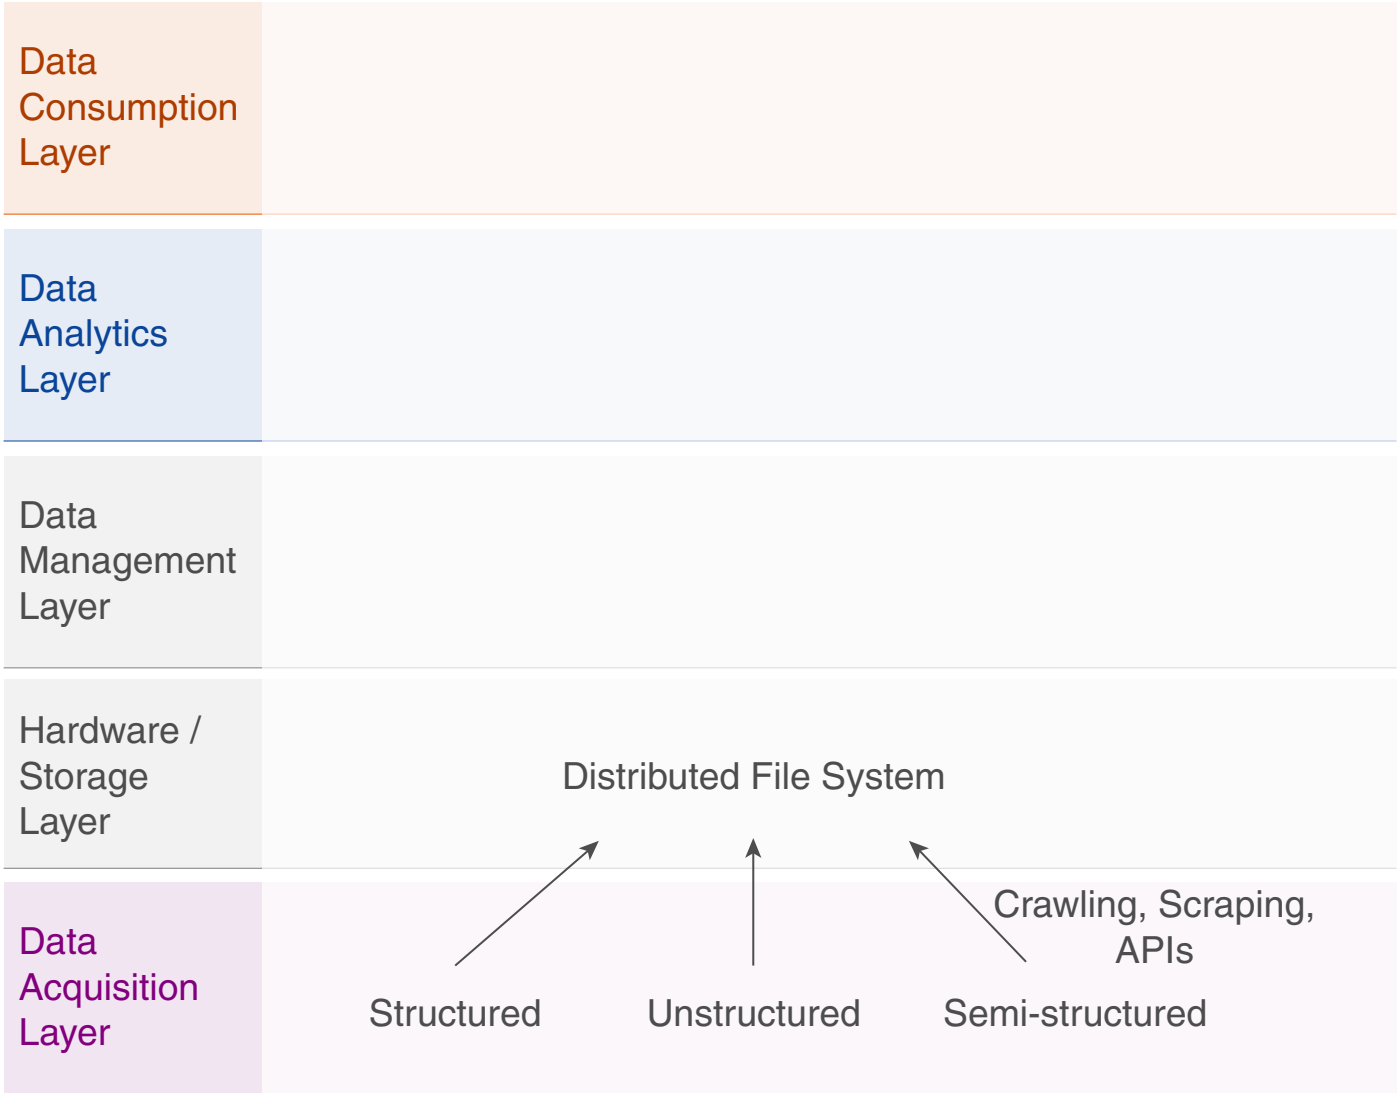 Data
Consumption
Layer
Data
Analytics
Layer
Data
Management
Layer
Hardware /
Storage
Layer
Distributed File System
Data
Acquisition
Layer
Crawling, Scraping,
APIs
Structured
Unstructured
Semi-structured